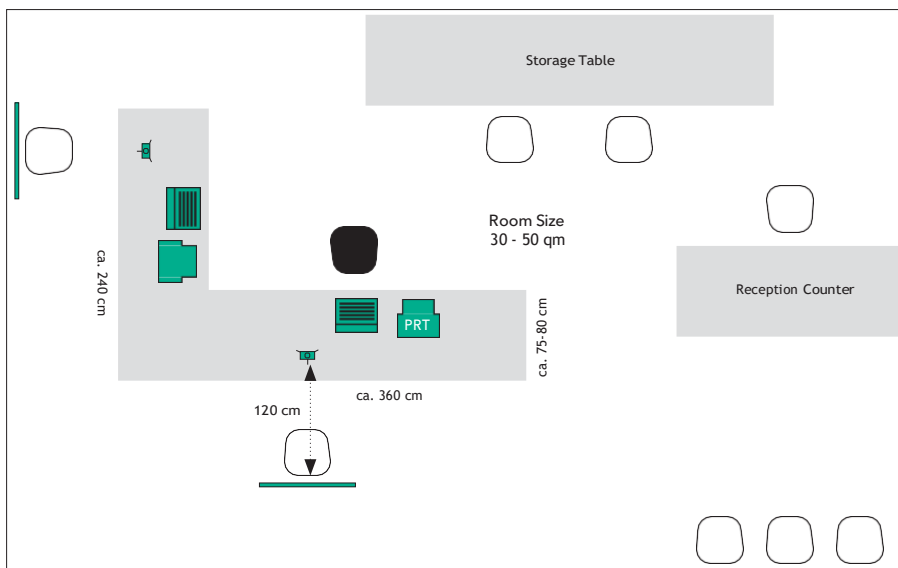 Storage Table
Room Size
30 - 50 qm
ca. 240 cm
Reception Counter
PRT
ca. 75-80 cm
ca. 360 cm
120 cm